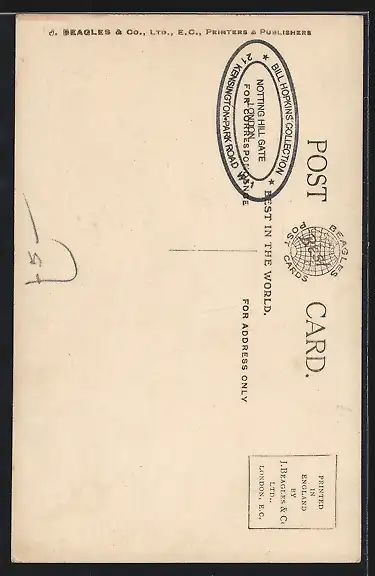 J. BEAGLES & CO., LTD., E.C., PRINTERS & PUBLISHERS
POST CARD.
BEAGLES
Best
POST CARDS
BEST IN THE WORLD.
FOR CORRESPONDENCE
FOR ADDRESS ONLY
★ BILL HOPKINS COLLECTION ★
NOTTING HILL GATE
LONDON
21 KENSINGTON-PARK ROAD W11
PRINTED
IN
ENGLAND
BY
J. BEAGLES & Co
LTD.,
LONDON, E.C.